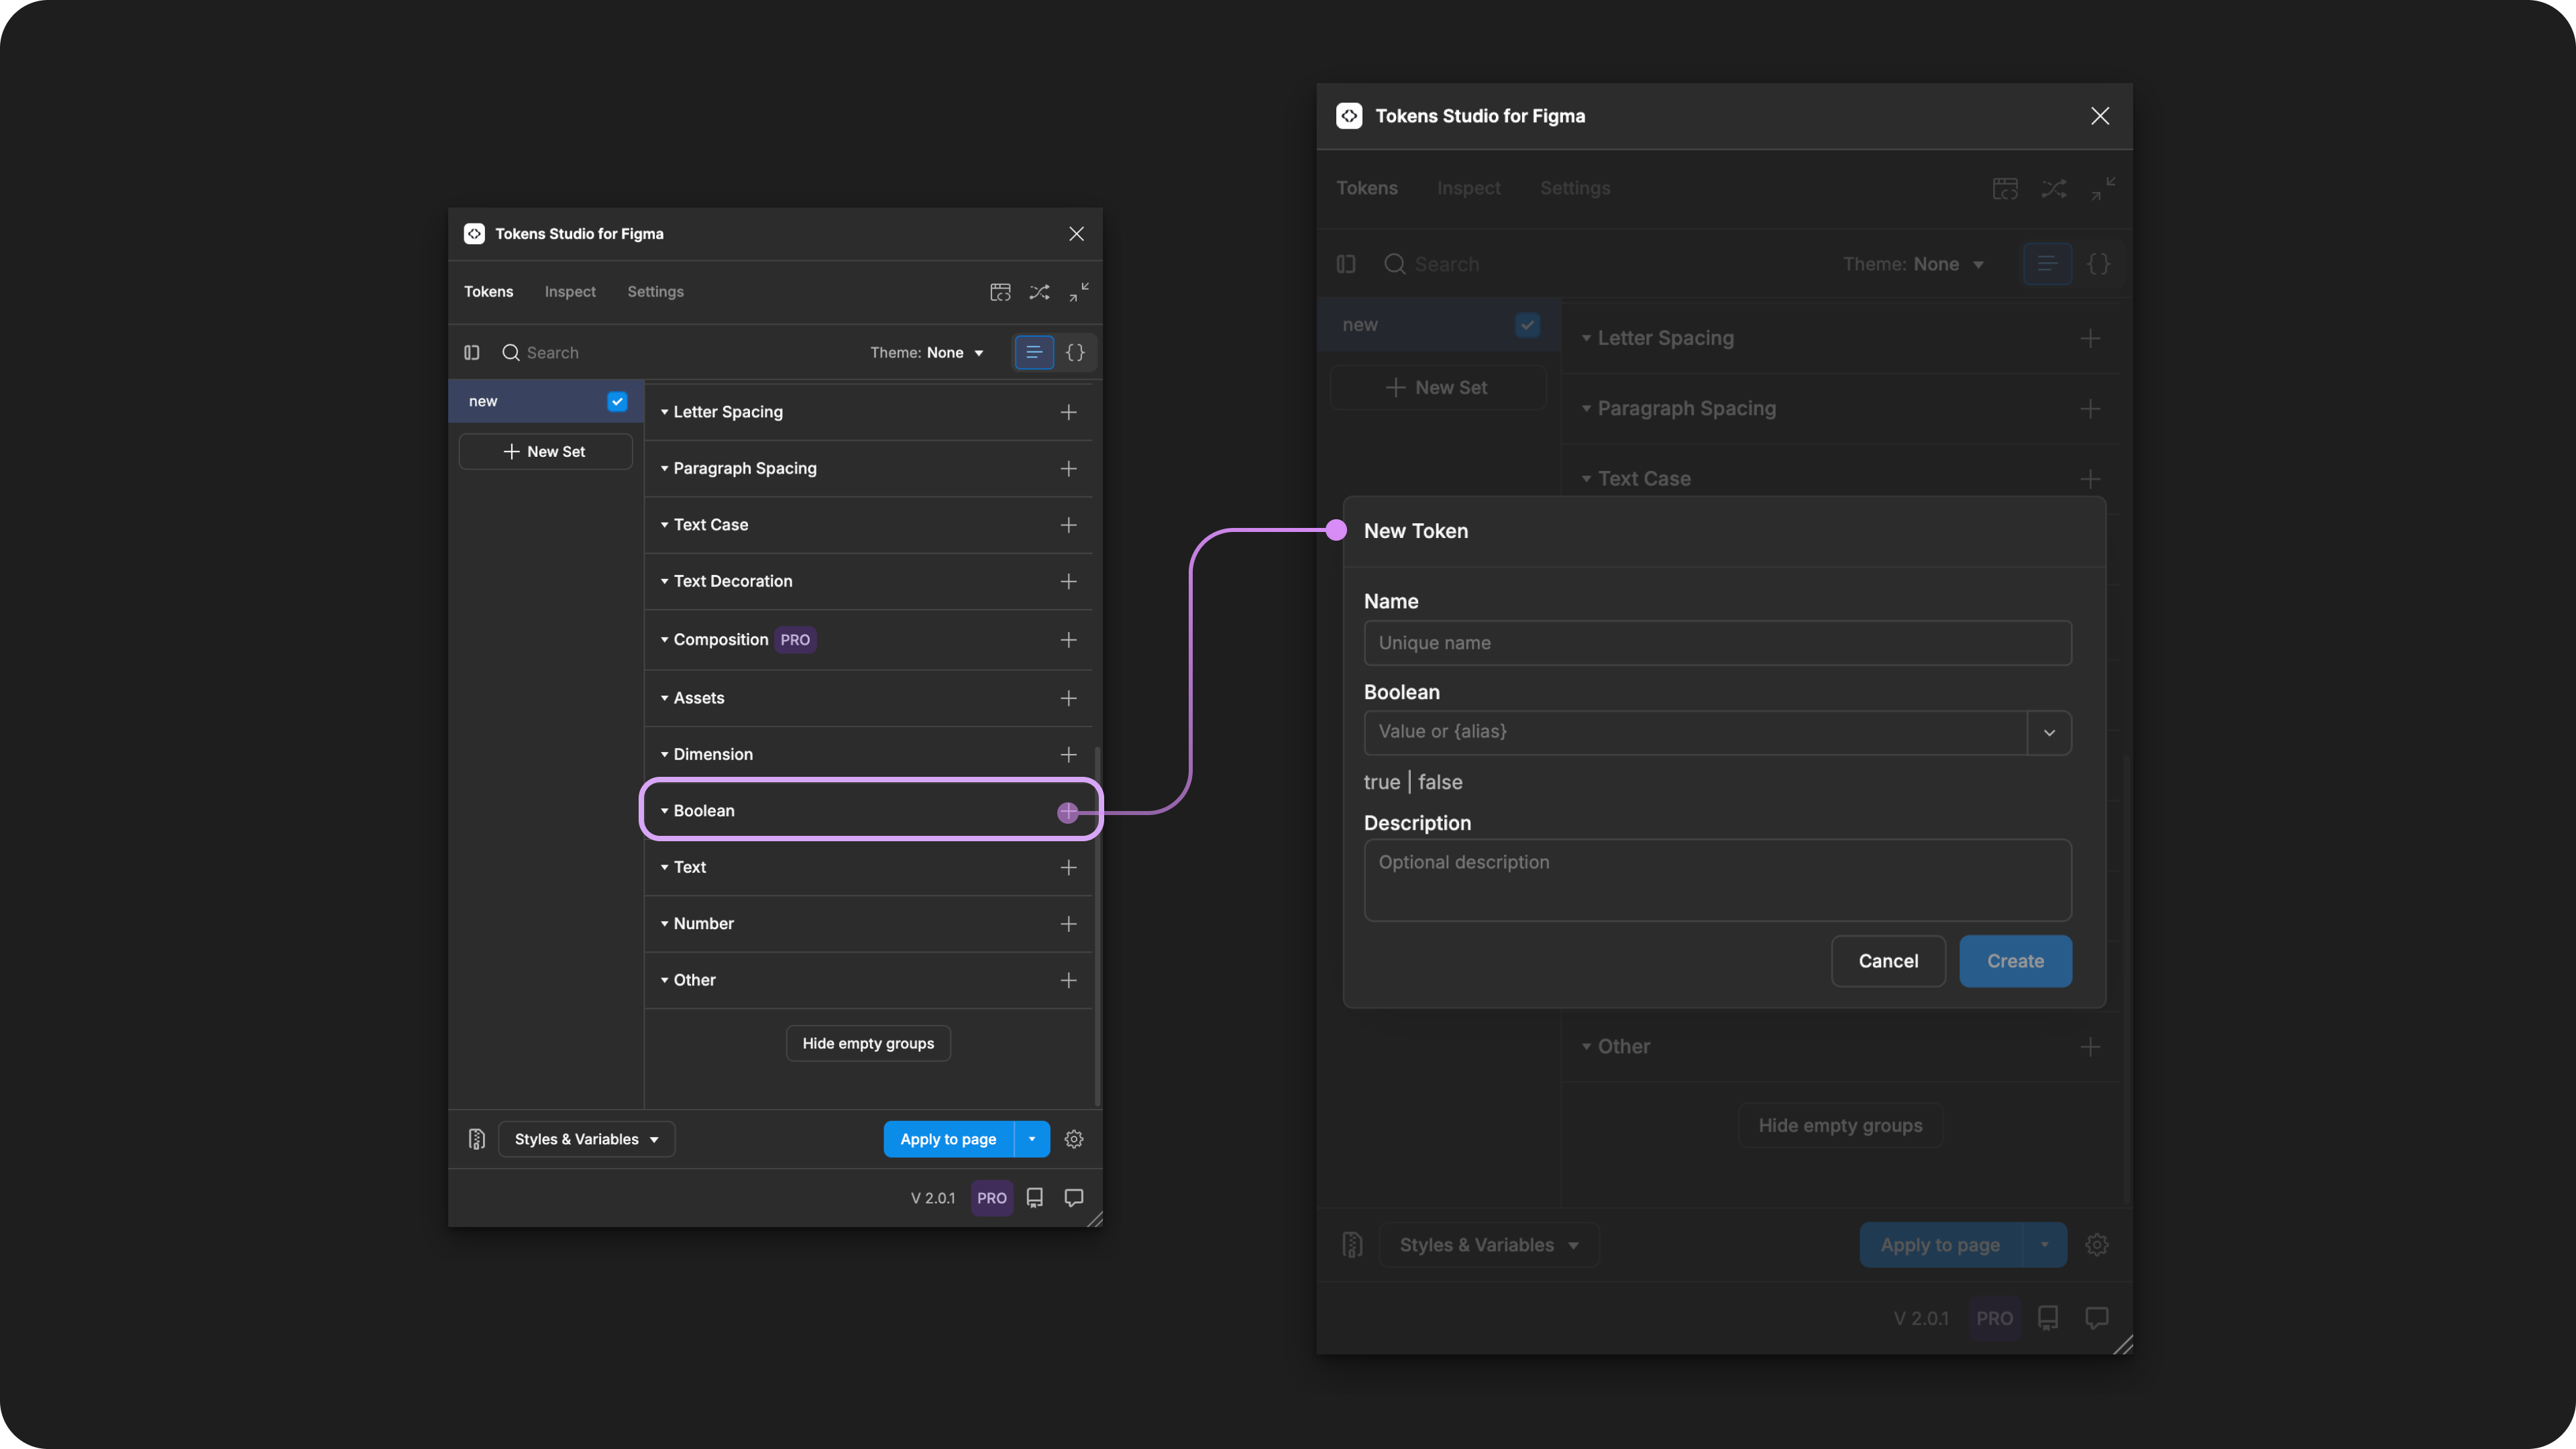 Tokens Studio for Figma
Tokens Inspect Settings
Search Theme: None {}
new
New Set
Letter Spacing
Paragraph Spacing
Text Case
Text Decoration
Composition PRO
Assets
Dimension
Boolean
Text
Number
Other
Hide empty groups
Styles & Variables Apply to page
V 2.0.1 PRO
Tokens Studio for Figma
Tokens Inspect Settings
Search Theme: None {}
new
New Set
Letter Spacing
Paragraph Spacing
Text Case
New Token
Name
Unique name
Boolean
Value or {alias}
true | false
Description
Optional description
Cancel Create
Other
Hide empty groups
Styles & Variables Apply to page
V 2.0.1 PRO